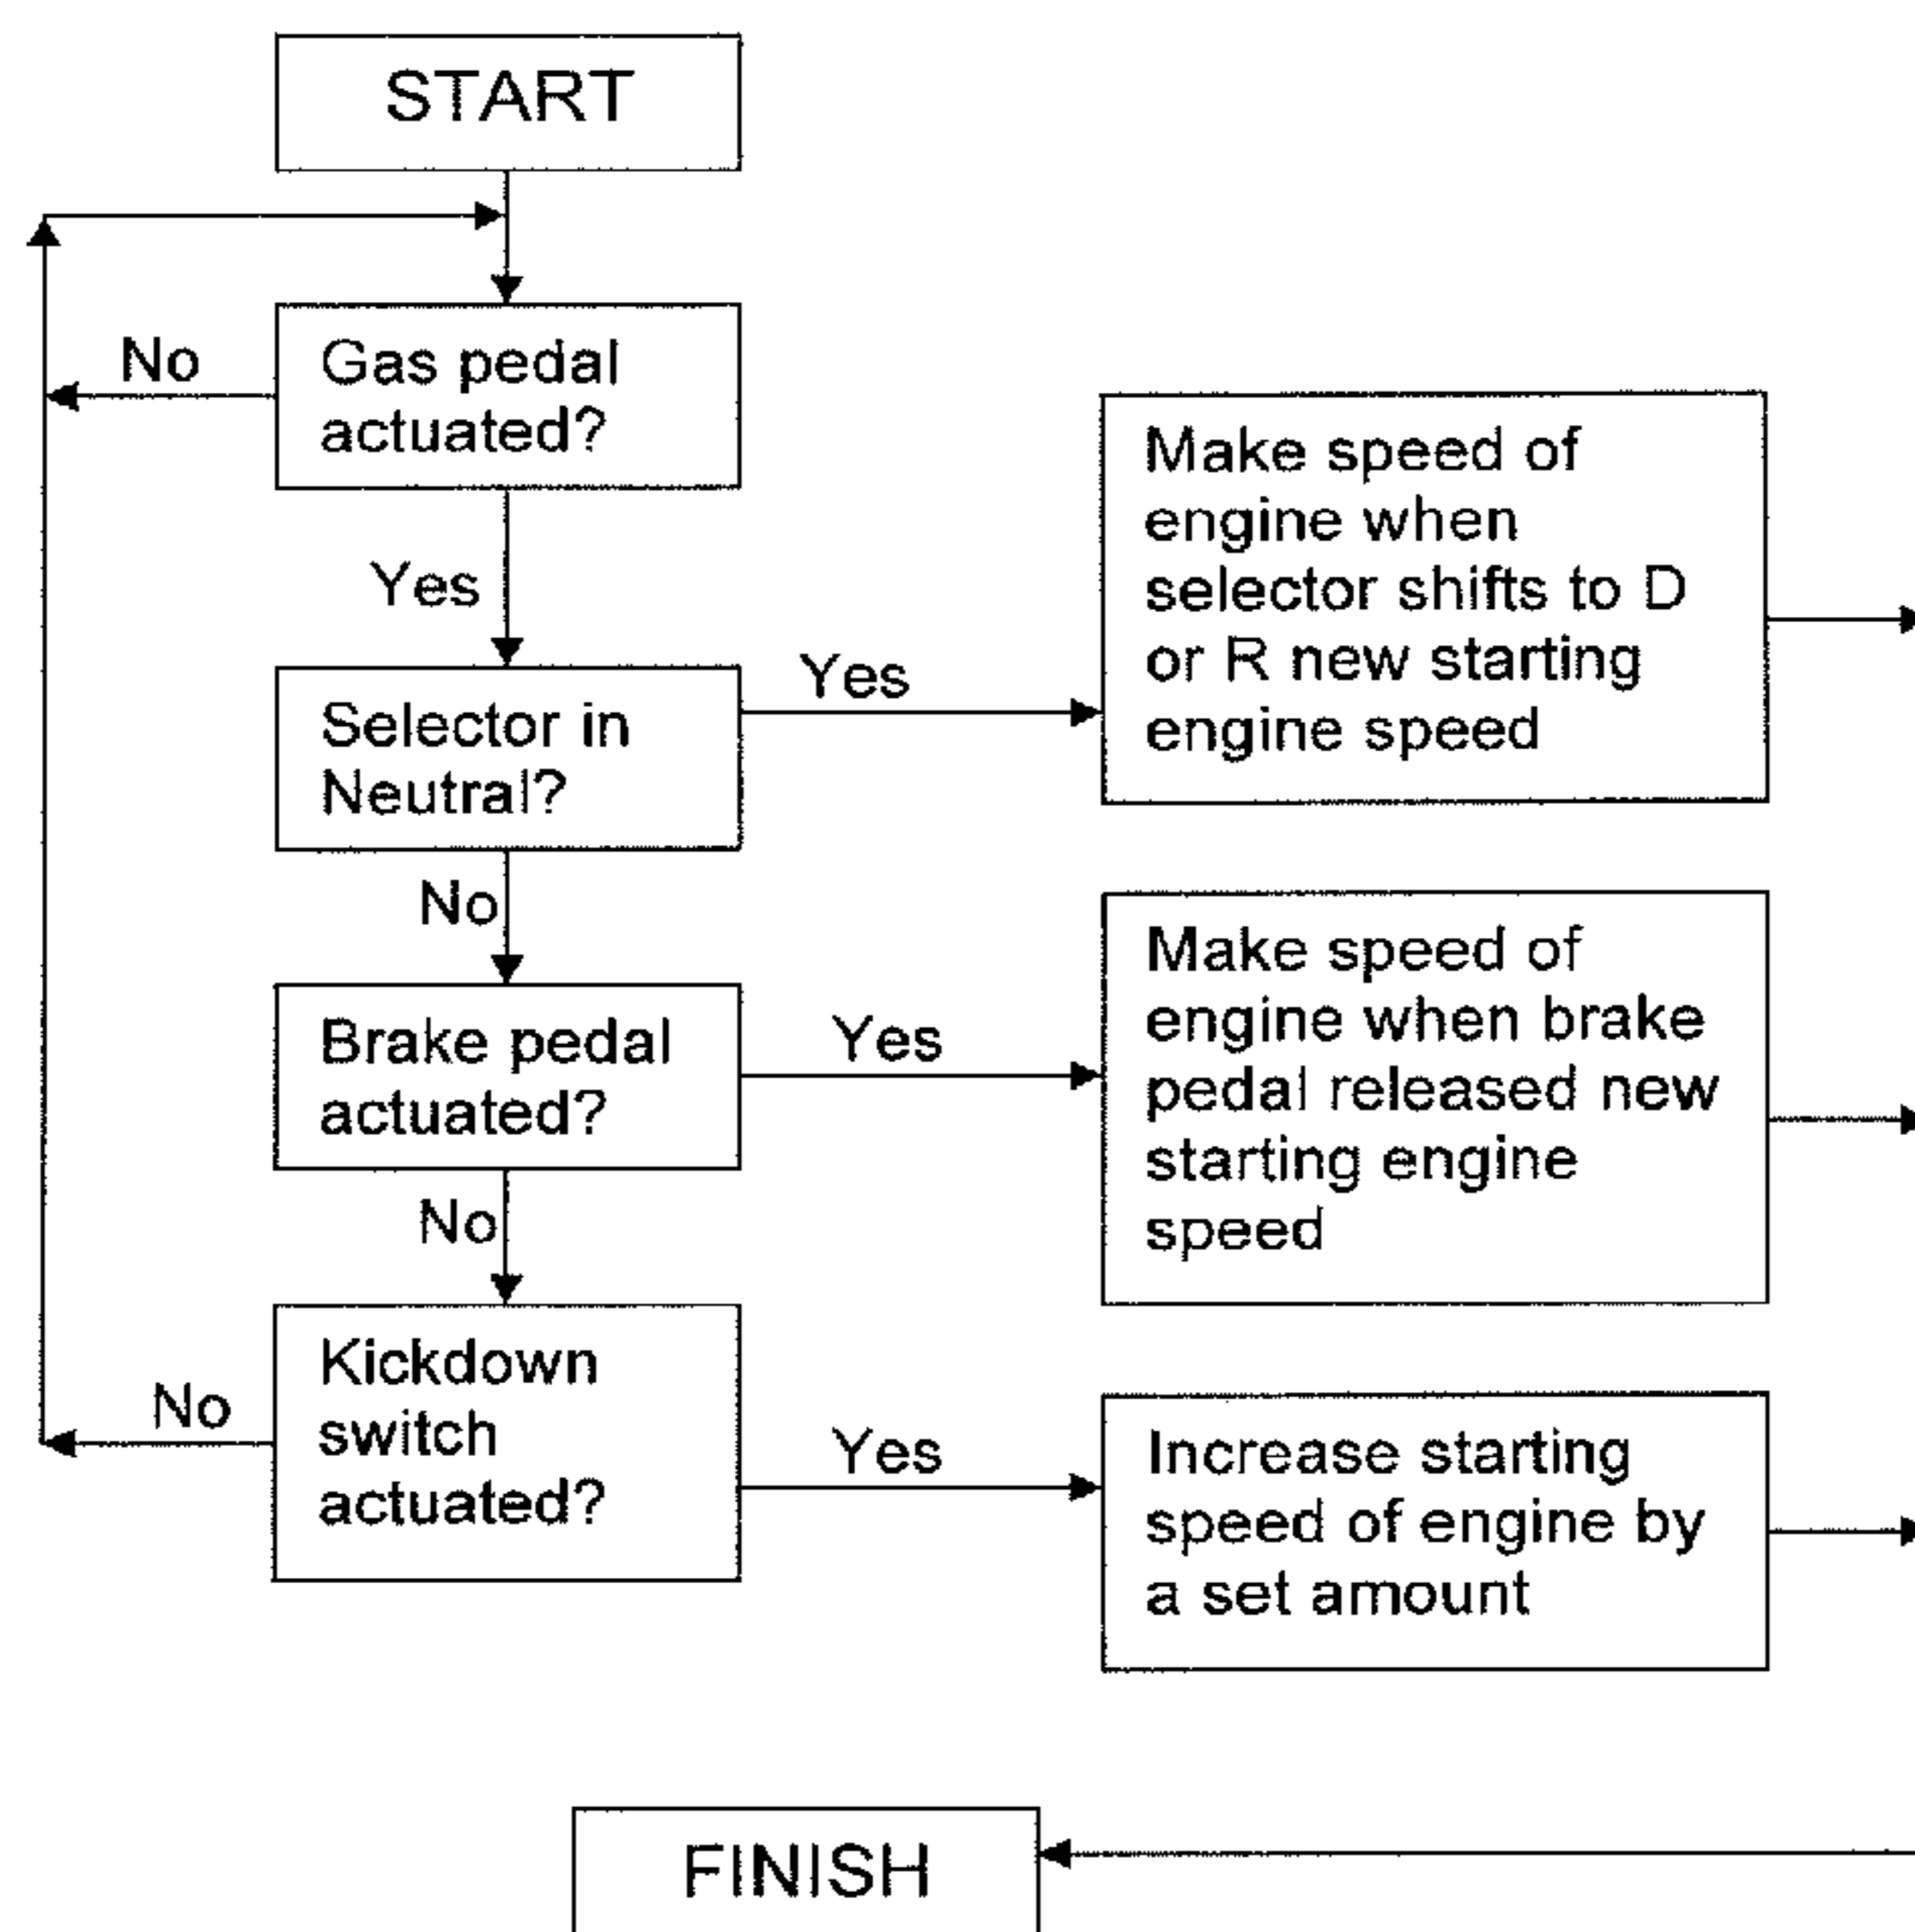 START
No
Gas pedal
actuated?
Yes
Make speed of
engine when
selector shifts to D
or R new starting
engine speed
Selector in
Neutral?
Yes
No
Brake pedal
actuated?
Yes
Make speed of
engine when brake
pedal released new
starting engine
speed
No
Kickdown
switch
actuated?
No
Yes
Increase starting
speed of engine by
a set amount
FINISH